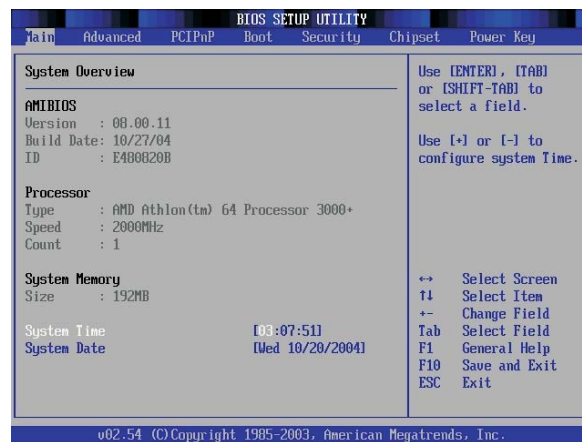 BIOS SETUP UTILITY
Main Advanced PCIPnP Boot Security Chipset Power Key
System Overview
AMIBIOS
Version : 08.00.11
Build Date: 10/27/04
ID : E480820B
Processor
Type : AMD Athlon(tm) 64 Processor 3000+
Speed : 2000MHz
Count : 1
System Memory
Size : 192MB
System Time [03:07:51]
System Date [Wed 10/20/2004]
Use [ENTER], [TAB]
or [SHIFT-TAB] to
select a field.
Use [+] or [-] to
configure system Time.
↔ Select Screen
↑↓ Select Item
+- Change Field
Tab Select Field
F1 General Help
F10 Save and Exit
ESC Exit
v02.54 (C)Copyright 1985-2003, American Megatrends, Inc.